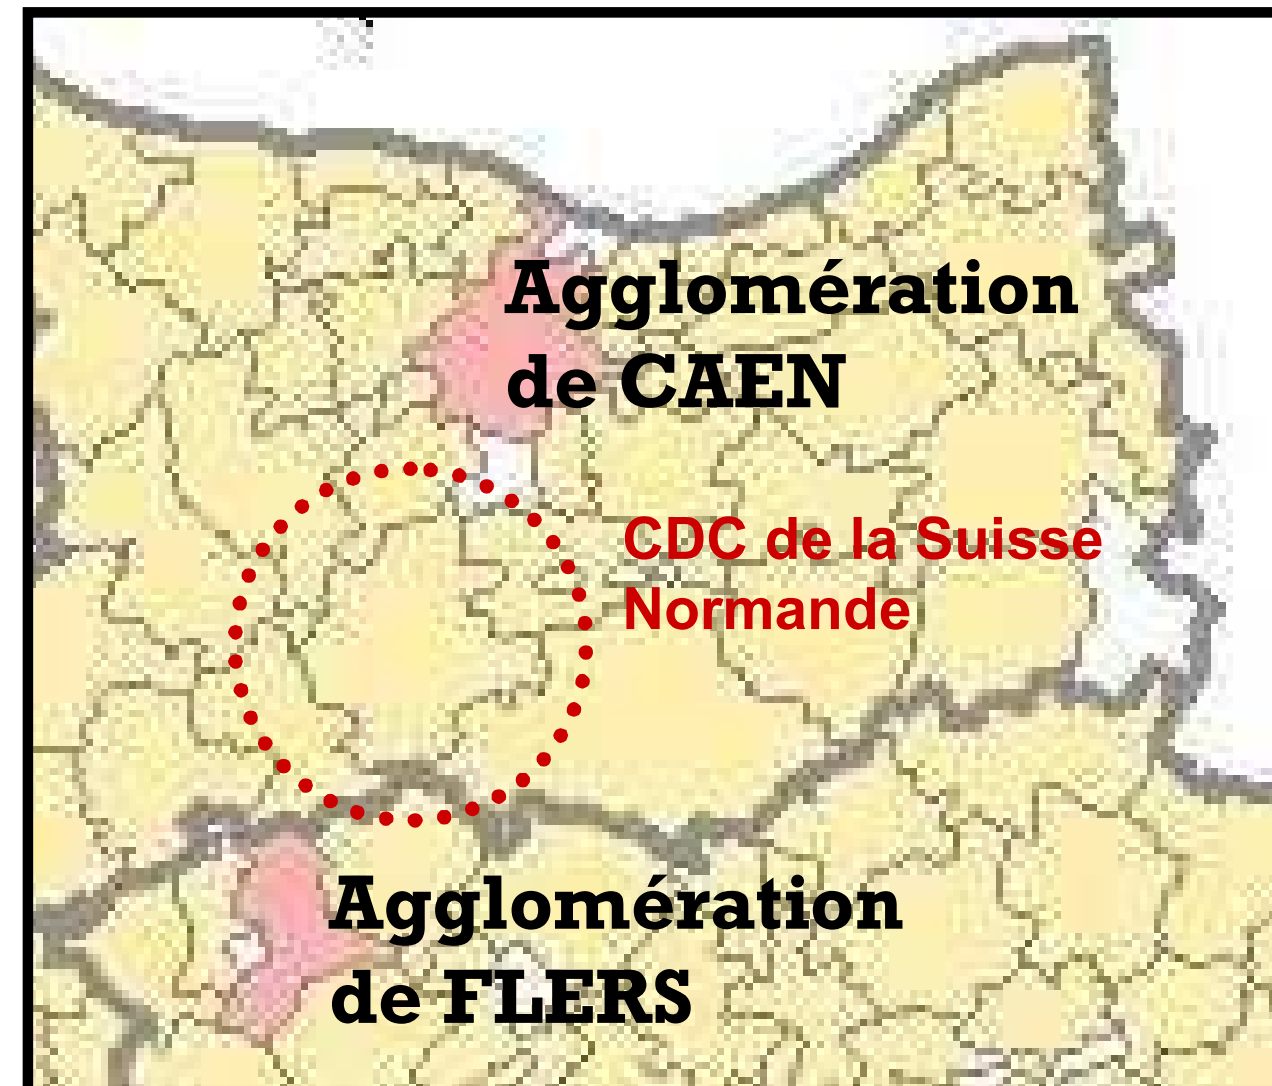 Agglomération
de CAEN
CDC de la Suisse
Normande
Agglomération
de FLERS